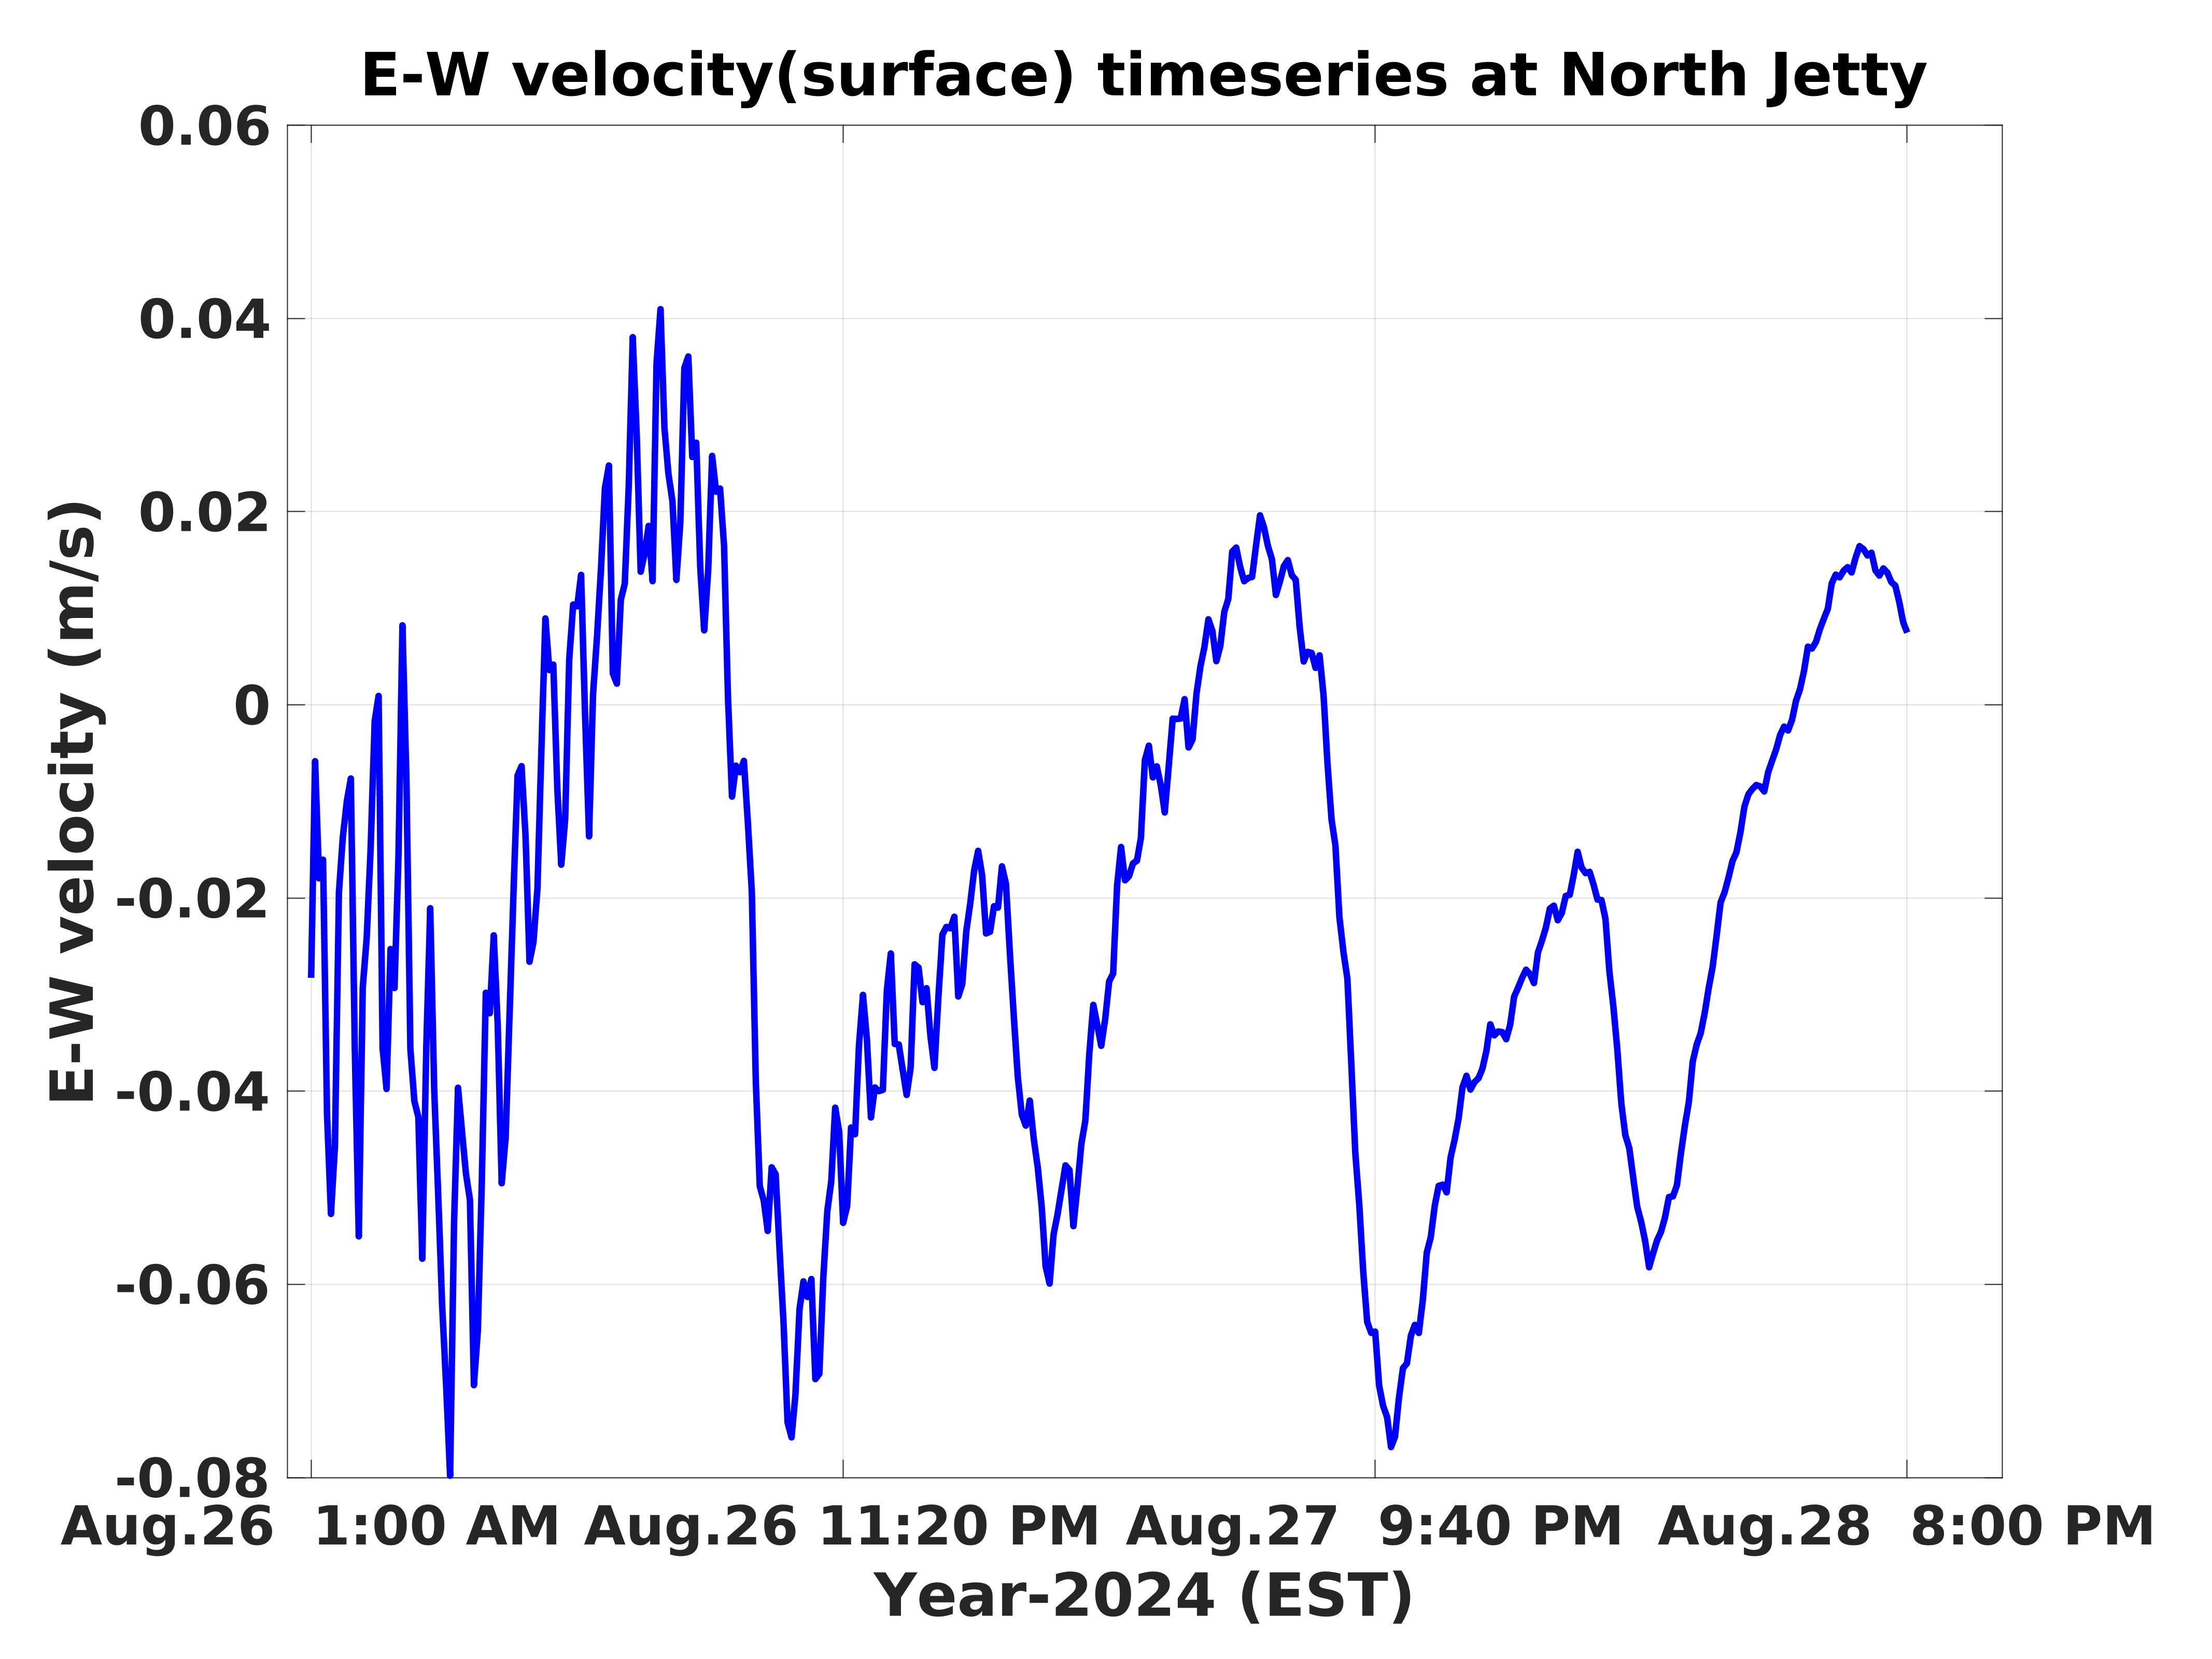 E-W velocity(surface) timeseries at North Jetty
E-W velocity (m/s)
0.06
0.04
0.02
0
-0.02
-0.04
-0.06
-0.08
Aug.26 1:00 AM Aug.26 11:20 PM Aug.27 9:40 PM Aug.28 8:00 PM
Year-2024 (EST)